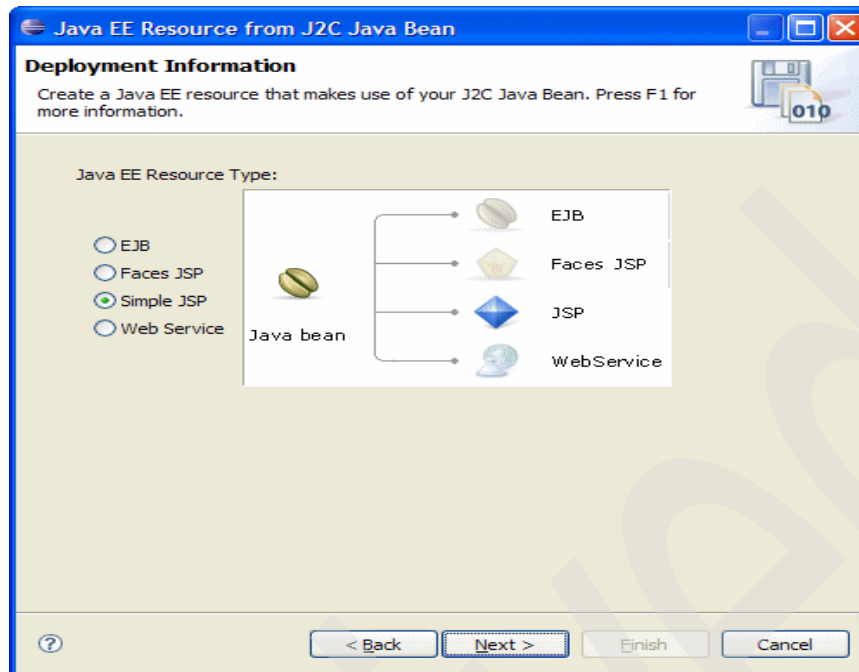 Java EE Resource from J2C Java Bean
Deployment Information
Create a Java EE resource that makes use of your J2C Java Bean. Press F1 for
more information.
010
Java EE Resource Type:
EJB
Faces JSP
Simple JSP
Web Service
Java bean
EJB
Faces JSP
JSP
WebService
?
< Back
Next >
Finish
Cancel